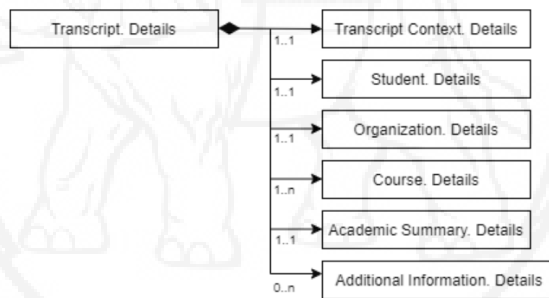 Transcript. Details
Transcript Context. Details
1..1
Student. Details
1..1
Organization. Details
1..1
Course. Details
1..n
Academic Summary. Details
1..1
Additional Information. Details
0..n